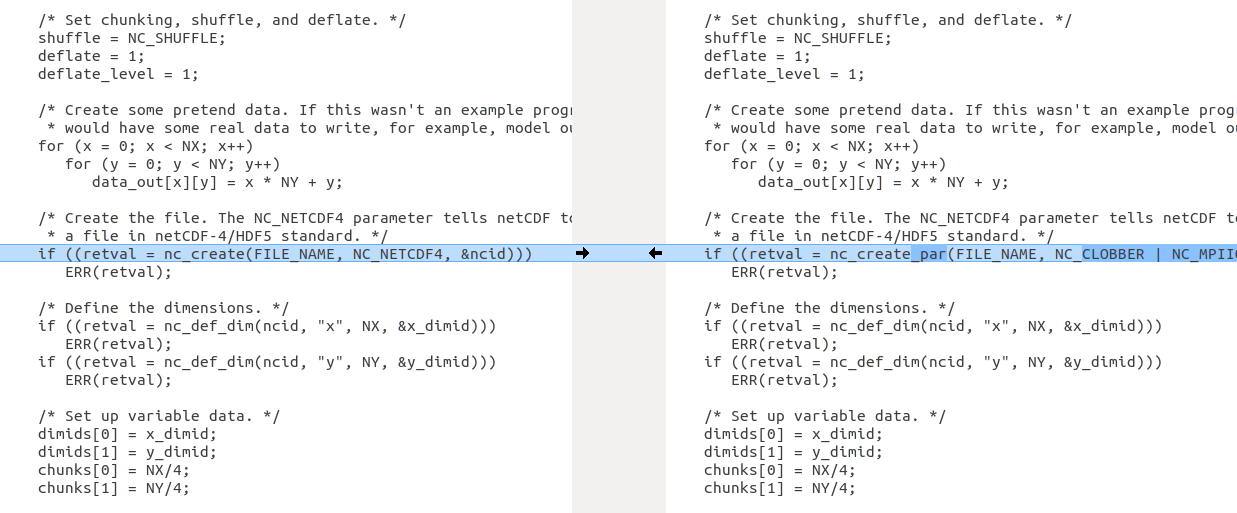 /* Set chunking, shuffle, and deflate. */
shuffle = NC_SHUFFLE;
deflate = 1;
deflate_level = 1;
/* Create some pretend data. If this wasn't an example progr
* would have some real data to write, for example, model ou
for (x = 0; x < NX; x++)
for (y = 0; y < NY; y++)
data_out[x][y] = x * NY + y;
/* Create the file. The NC_NETCDF4 parameter tells netCDF to
* a file in netCDF-4/HDF5 standard. */
if ((retval = nc_create(FILE_NAME, NC_NETCDF4, &ncid)))
ERR(retval);
/* Define the dimensions. */
if ((retval = nc_def_dim(ncid, "x", NX, &x_dimid)))
ERR(retval);
if ((retval = nc_def_dim(ncid, "y", NY, &y_dimid)))
ERR(retval);
/* Set up variable data. */
dimids[0] = x_dimid;
dimids[1] = y_dimid;
chunks[0] = NX/4;
chunks[1] = NY/4;
/* Set chunking, shuffle, and deflate. */
shuffle = NC_SHUFFLE;
deflate = 1;
deflate_level = 1;
/* Create some pretend data. If this wasn't an example progr
* would have some real data to write, for example, model ou
for (x = 0; x < NX; x++)
for (y = 0; y < NY; y++)
data_out[x][y] = x * NY + y;
/* Create the file. The NC_NETCDF4 parameter tells netCDF to
* a file in netCDF-4/HDF5 standard. */
if ((retval = nc_create_par(FILE_NAME, NC_CLOBBER | NC_MPII
ERR(retval);
/* Define the dimensions. */
if ((retval = nc_def_dim(ncid, "x", NX, &x_dimid)))
ERR(retval);
if ((retval = nc_def_dim(ncid, "y", NY, &y_dimid)))
ERR(retval);
/* Set up variable data. */
dimids[0] = x_dimid;
dimids[1] = y_dimid;
chunks[0] = NX/4;
chunks[1] = NY/4;